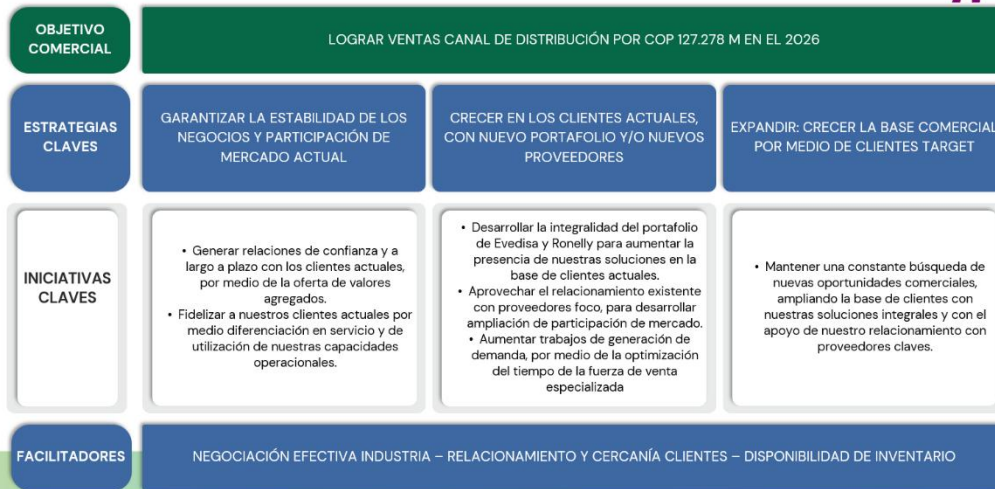 OBJETIVO
COMERCIAL
LOGRAR VENTAS CANAL DE DISTRIBUCIÓN POR COP 127.278 M EN EL 2026
ESTRATEGIAS
CLAVES
GARANTIZAR LA ESTABILIDAD DE LOS
NEGOCIOS Y PARTICIPACIÓN DE
MERCADO ACTUAL
CRECER EN LOS CLIENTES ACTUALES,
CON NUEVO PORTAFOLIO Y/O NUEVOS
PROVEEDORES
EXPANDIR: CRECER LA BASE COMERCIAL
POR MEDIO DE CLIENTES TARGET
INICIATIVAS
CLAVES
• Generar relaciones de confianza y a
largo a plazo con los clientes actuales,
por medio de la oferta de valores
agregados.
• Fidelizar a nuestros clientes actuales por
medio diferenciación en servicio y de
utilización de nuestras capacidades
operacionales.
• Desarrollar la integralidad del portafolio
de Evedisa y Ronelly para aumentar la
presencia de nuestras soluciones en la
base de clientes actuales.
• Aprovechar el relacionamiento existente
con proveedores foco, para desarrollar
ampliación de participación de mercado.
• Aumentar trabajos de generación de
demanda, por medio de la optimización
del tiempo de la fuerza de venta
especializada
• Mantener una constante búsqueda de
nuevas oportunidades comerciales,
ampliando la base de clientes con
nuestras soluciones integrales y con el
apoyo de nuestro relacionamiento con
proveedores claves.
FACILITADORES
NEGOCIACIÓN EFECTIVA INDUSTRIA – RELACIONAMIENTO Y CERCANÍA CLIENTES – DISPONIBILIDAD DE INVENTARIO